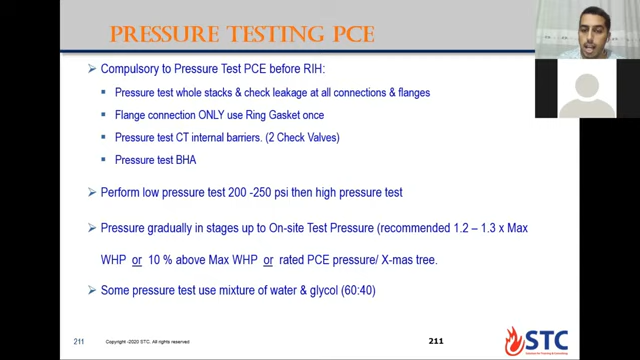 PRESSURE TESTING PCE
Compulsory to Pressure Test PCE before RIH:
Pressure test whole stacks & check leakage at all connections & flanges
Flange connection ONLY use Ring Gasket once
Pressure test CT internal barriers. (2 Check Valves)
Pressure test BHA
Perform low pressure test 200 -250 psi then high pressure test
Pressure gradually in stages up to On-site Test Pressure (recommended 1.2 – 1.3 x Max
WHP or 10 % above Max WHP or rated PCE pressure/ X-mas tree.
Some pressure test use mixture of water & glycol (60:40)
211
Copyright -2020 STC. All rights reserved
211
STC